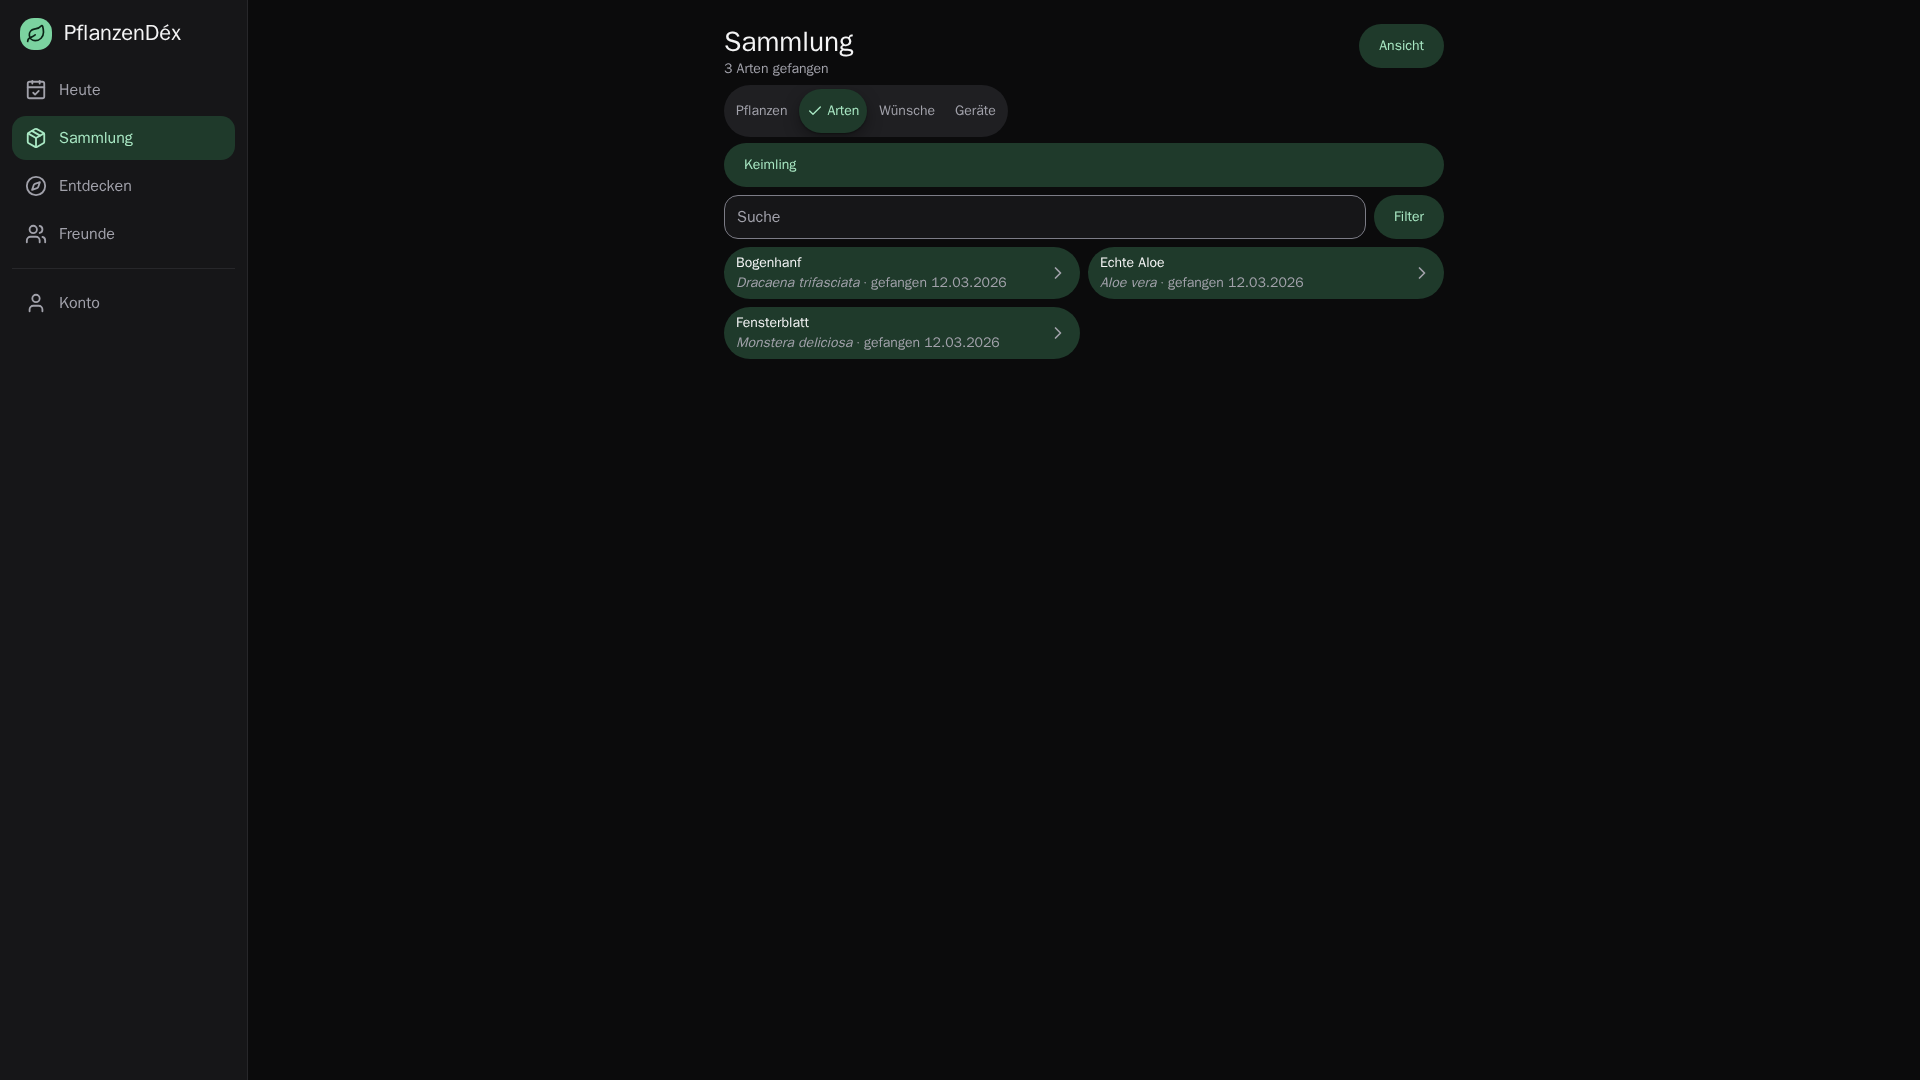 PflanzenDéx
Heute
Sammlung
Entdecken
Freunde
Konto
Sammlung
3 Arten gefangen
Ansicht
Pflanzen
Arten
Wünsche
Geräte
Keimling
Suche
Filter
Bogenhanf
Dracaena trifasciata · gefangen 12.03.2026
Echte Aloe
Aloe vera · gefangen 12.03.2026
Fensterblatt
Monstera deliciosa · gefangen 12.03.2026